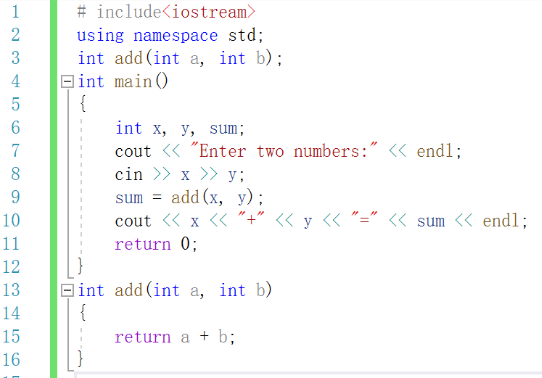 1 # include<iostream>
2 using namespace std;
3 int add(int a, int b);
4 int main()
5 {
6 int x, y, sum;
7 cout << "Enter two numbers:" << endl;
8 cin >> x >> y;
9 sum = add(x, y);
10 cout << x << "+" << y << "=" << sum << endl;
11 return 0;
12 }
13 int add(int a, int b)
14 {
15 return a + b;
16 }